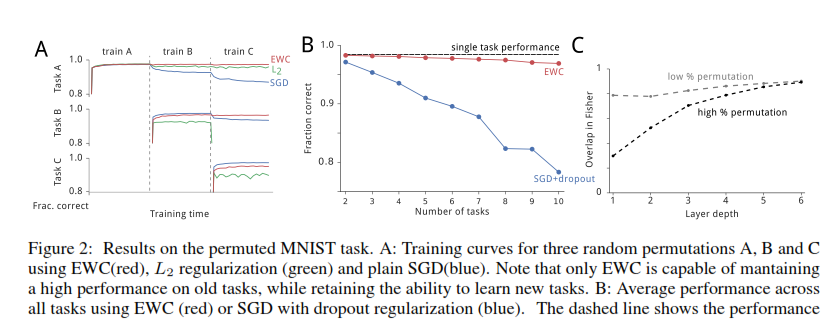 A
train A
train B
train C
Task A
1.0
0.8
EWC
L2
SGD
Task B
1.0
0.8
Task C
1.0
0.8
Frac. correct
Training time
B
1.0
0.9
0.8
Fraction correct
single task performance
EWC
SGD+dropout
2 3 4 5 6 7 8 9 10
Number of tasks
C
1
0
Overlap in Fisher
low % permutation
high % permutation
1 2 3 4 5 6
Layer depth
Figure 2: Results on the permuted MNIST task. A: Training curves for three random permutations A, B and C
using EWC(red), L2 regularization (green) and plain SGD(blue). Note that only EWC is capable of mantaining
a high performance on old tasks, while retaining the ability to learn new tasks. B: Average performance across
all tasks using EWC (red) or SGD with dropout regularization (blue). The dashed line shows the performance